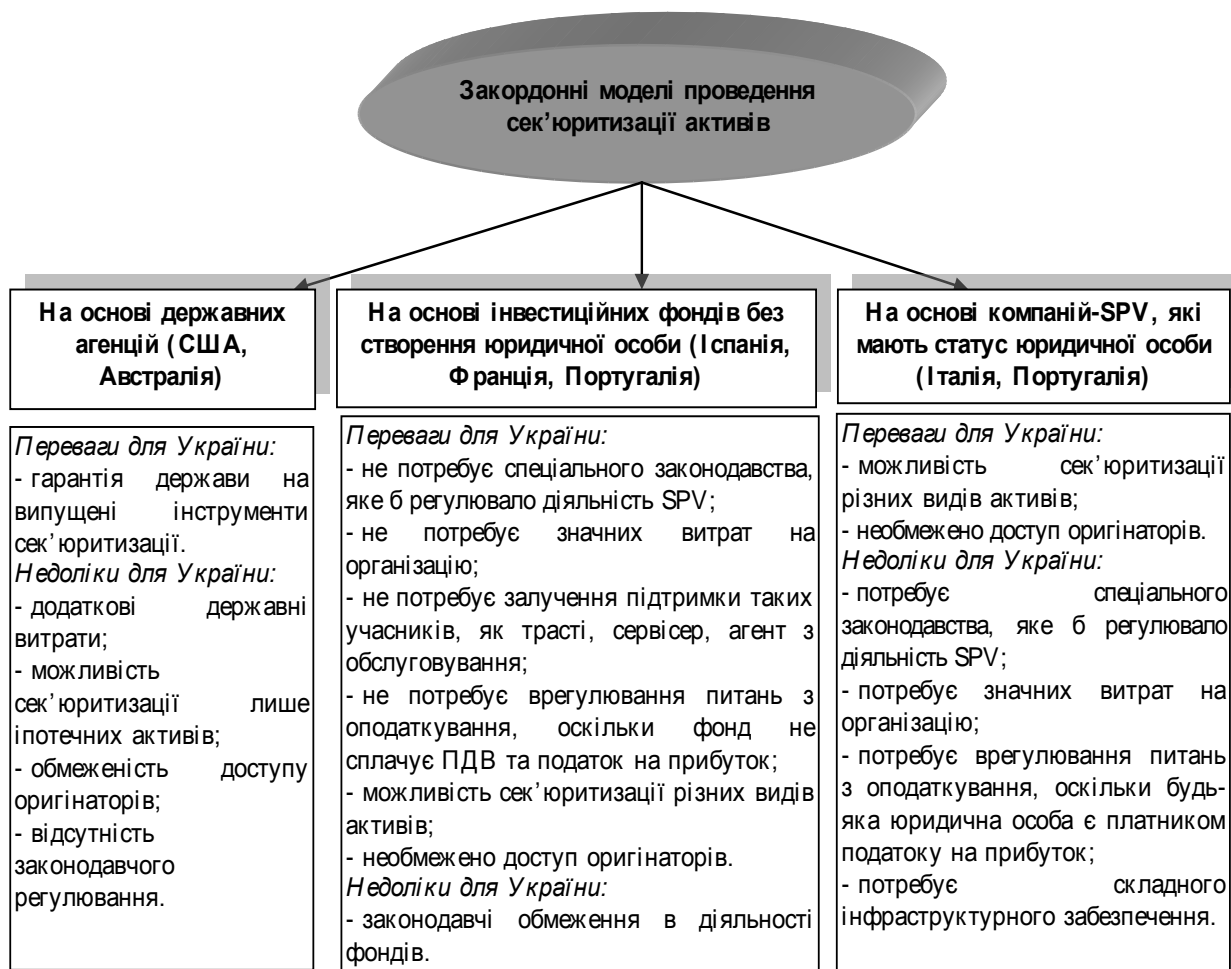 Закордонні моделі проведення
сек’юритизації активів
На основі державних
агенцій (США,
Австралія)
Переваги для України:
- гарантія держави на
випущені інструменти
сек’юритизації.
Недоліки для України:
- додаткові державні
витрати;
- можливість
сек’юритизації лише
іпотечних активів;
- обмеженість доступу
оригінаторів;
- відсутність
законодавчого
регулювання.
На основі інвестиційних фондів без
створення юридичної особи (Іспанія,
Франція, Португалія)
Переваги для України:
- не потребує спеціального законодавства,
яке б регулювало діяльність SPV;
- не потребує значних витрат на
організацію;
- не потребує залучення підтримки таких
учасників, як трасті, сервісер, агент з
обслуговування;
- не потребує врегулювання питань з
оподаткування, оскільки фонд не
сплачує ПДВ та податок на прибуток;
- можливість сек’юритизації різних видів
активів;
- необмежено доступ оригінаторів.
Недоліки для України:
- законодавчі обмеження в діяльності
фондів.
На основі компаній-SPV, які
мають статус юридичної особи
(Італія, Португалія)
Переваги для України:
- можливість сек’юритизації
різних видів активів;
- необмежено доступ оригінаторів.
Недоліки для України:
- потребує спеціального
законодавства, яке б регулювало
діяльність SPV;
- потребує значних витрат на
організацію;
- потребує врегулювання питань
з оподаткування, оскільки будь-
яка юридична особа є платником
податоку на прибуток;
- потребує складного
інфраструктурного забезпечення.